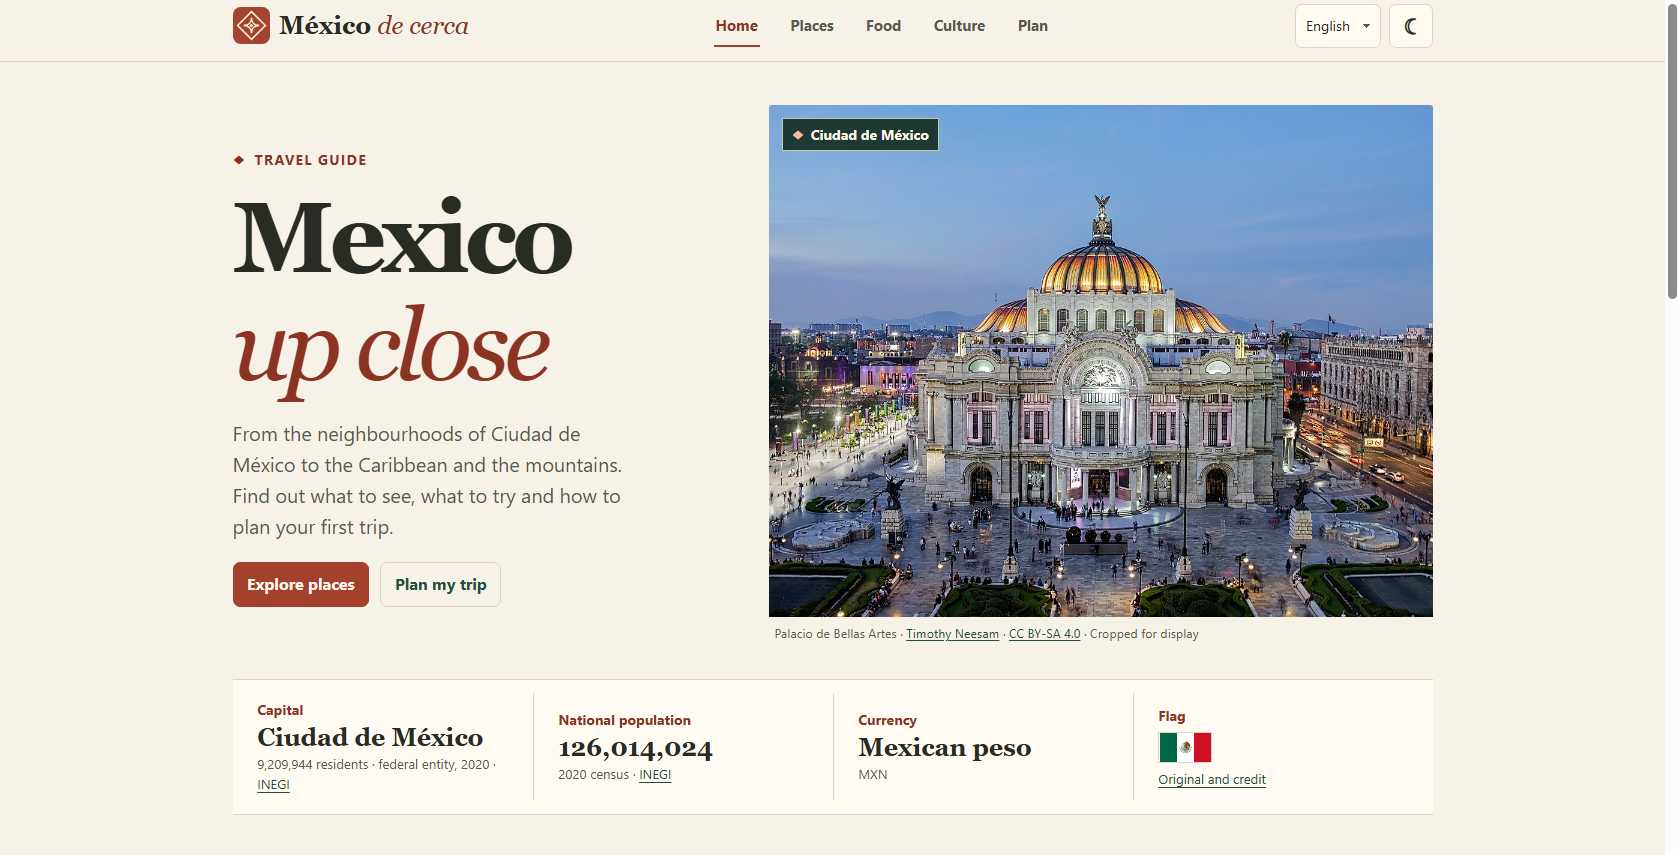 México de cerca
Home
Places
Food
Culture
Plan
English
TRAVEL GUIDE
Mexico
up close
From the neighbourhoods of Ciudad de
México to the Caribbean and the mountains.
Find out what to see, what to try and how to
plan your first trip.
Explore places
Plan my trip
Ciudad de México
Palacio de Bellas Artes · Timothy Neesam · CC BY-SA 4.0 · Cropped for display
Capital
Ciudad de México
9,209,944 residents · federal entity, 2020 ·
INEGI
National population
126,014,024
2020 census · INEGI
Currency
Mexican peso
MXN
Flag
Original and credit